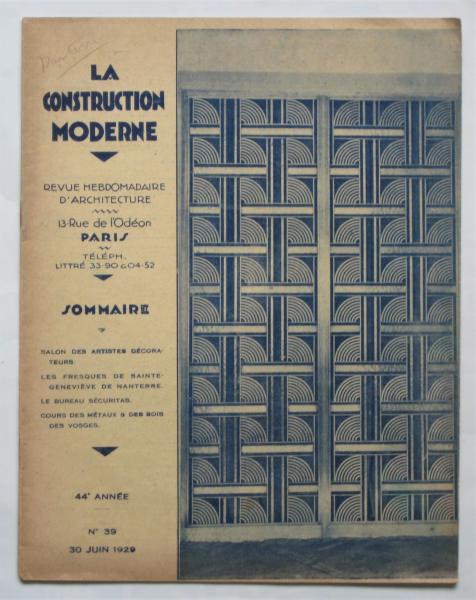 LA
CONSTRUCTION
MODERNE
REVUE HEBDOMADAIRE
D'ARCHITECTURE
13·Rue de l'Odéon
PARIS
TÉLÉPH.
LITTRÉ 33-90 & 04-52
SOMMAIRE
SALON DES ARTISTES DÉCORA-
TEURS.
LES FRESQUES DE SAINTE-
GENEVIÈVE DE NANTERRE.
LE BUREAU SÉCURITAS.
COURS DES MÉTAUX & DES BOIS
DES VOSGES.
44e ANNÉE
N° 39
30 JUIN 1929